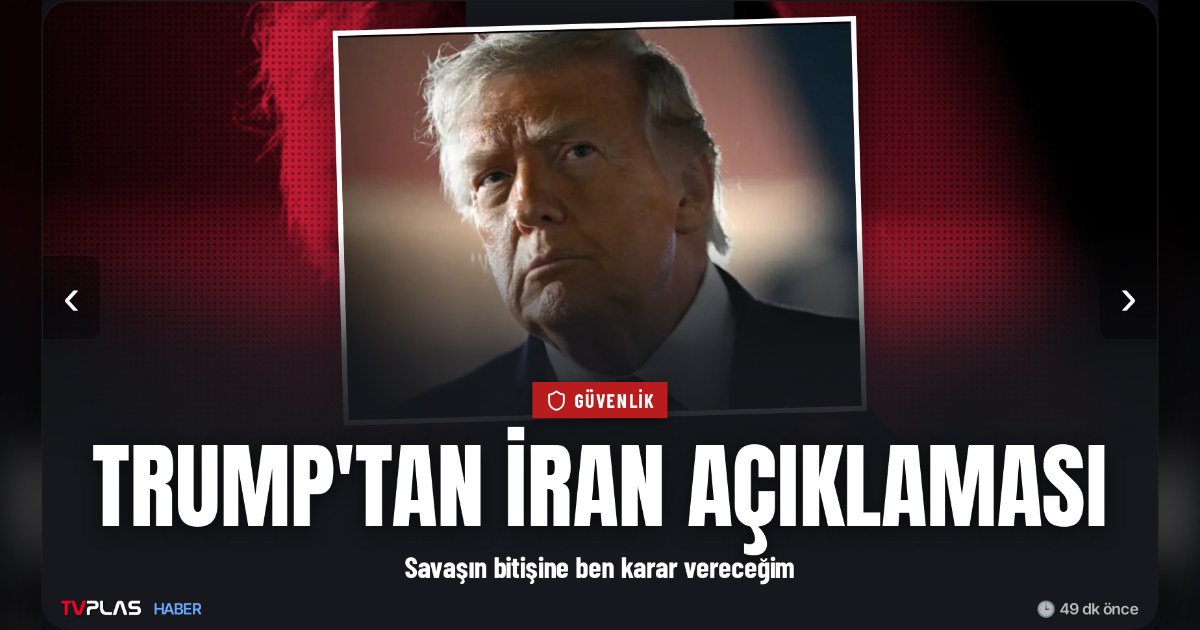 GÜVENLİK
TRUMP'TAN İRAN AÇIKLAMASI
Savaşın bitişine ben karar vereceğim
TVPLAS HABER
49 dk önce